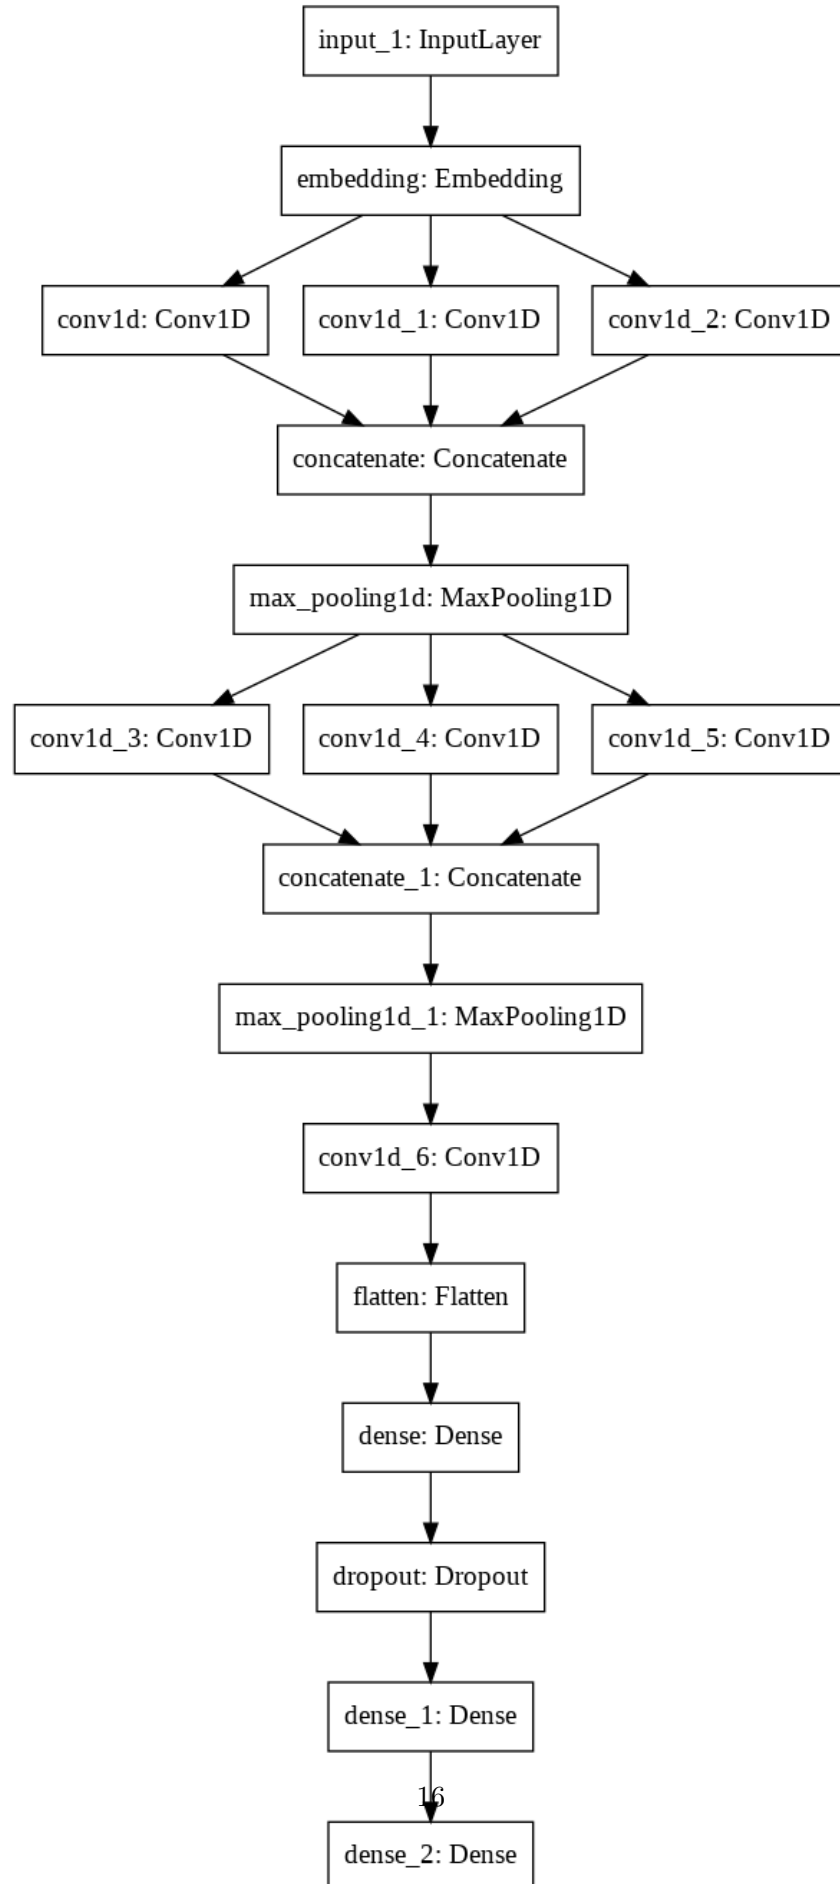 input_1: InputLayer
embedding: Embedding
conv1d: Conv1D
conv1d_1: Conv1D
conv1d_2: Conv1D
concatenate: Concatenate
max_pooling1d: MaxPooling1D
conv1d_3: Conv1D
conv1d_4: Conv1D
conv1d_5: Conv1D
concatenate_1: Concatenate
max_pooling1d_1: MaxPooling1D
conv1d_6: Conv1D
flatten: Flatten
dense: Dense
dropout: Dropout
dense_1: Dense
16
dense_2: Dense